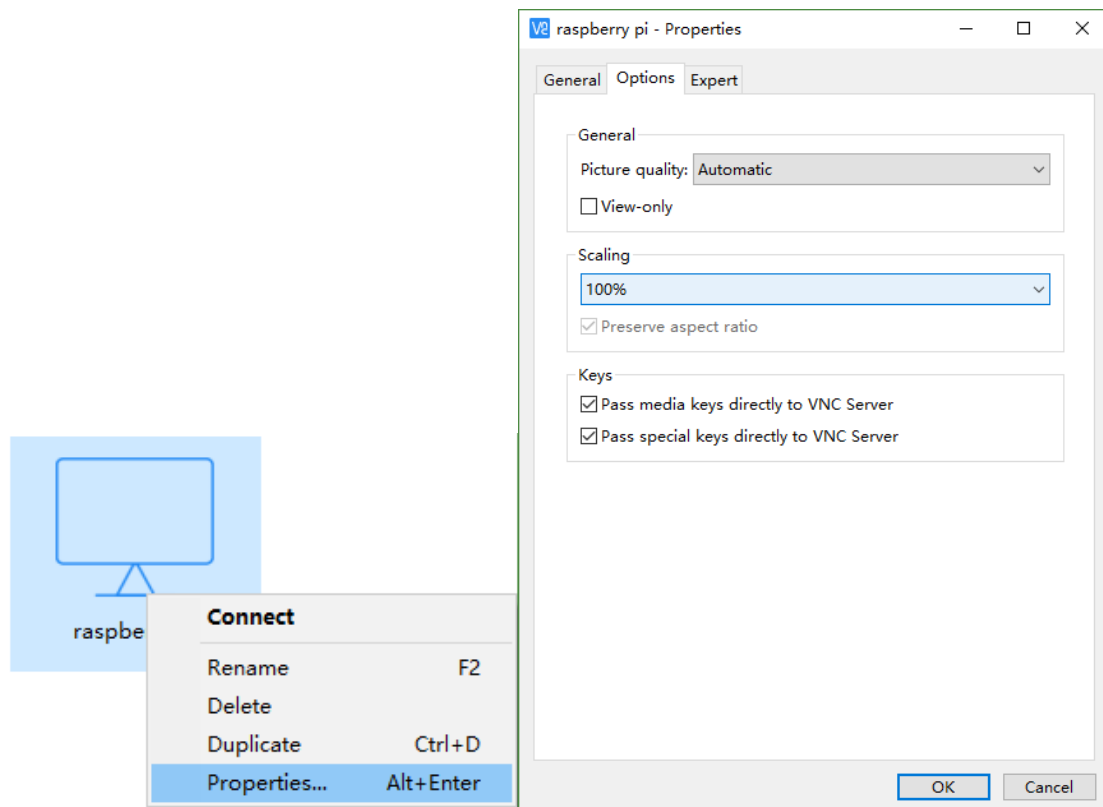 raspberry pi - Properties
General Options Expert
General
Picture quality: Automatic
View-only
Scaling
100%
Preserve aspect ratio
Keys
Pass media keys directly to VNC Server
Pass special keys directly to VNC Server
OK Cancel
raspbe
Connect
Rename F2
Delete
Duplicate Ctrl+D
Properties... Alt+Enter